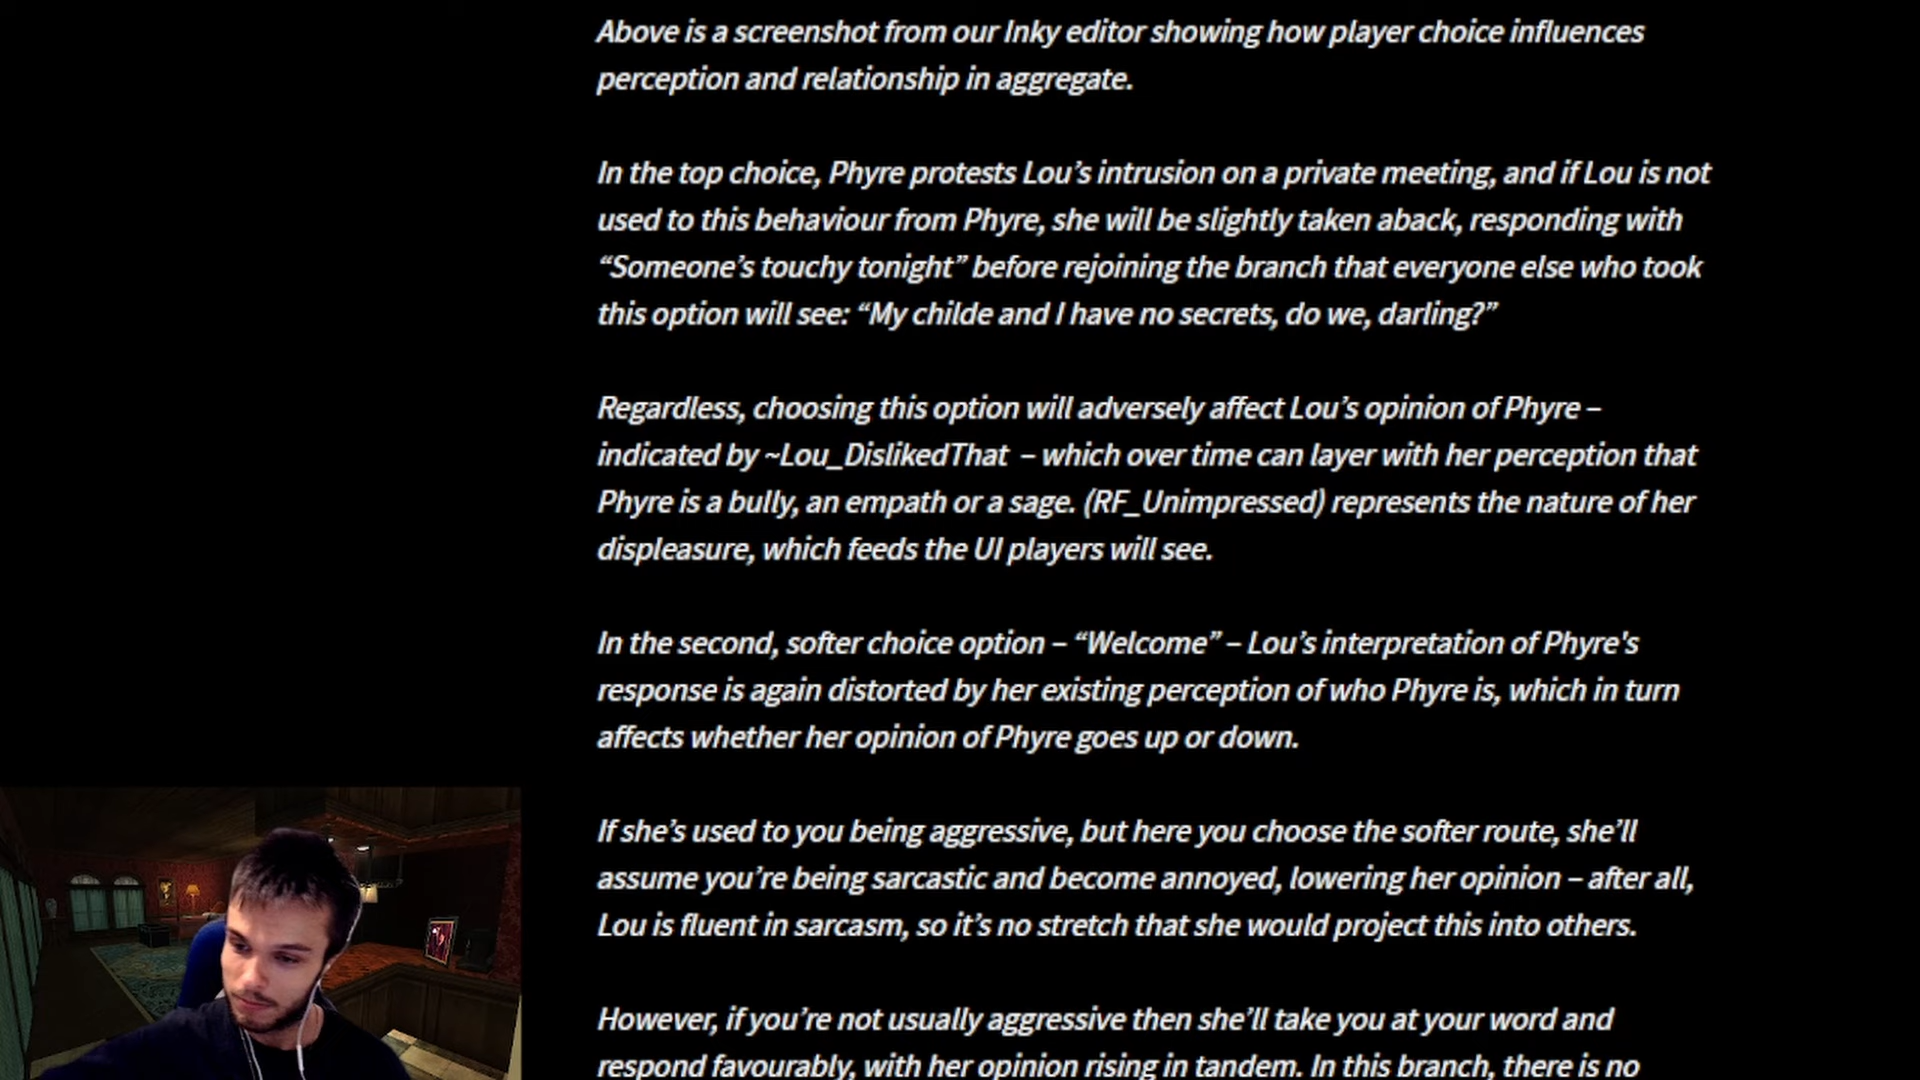 Above is a screenshot from our Inky editor showing how player choice influences
perception and relationship in aggregate.
In the top choice, Phyre protests Lou’s intrusion on a private meeting, and if Lou is not
used to this behaviour from Phyre, she will be slightly taken aback, responding with
“Someone’s touchy tonight” before rejoining the branch that everyone else who took
this option will see: “My childe and I have no secrets, do we, darling?”
Regardless, choosing this option will adversely affect Lou’s opinion of Phyre –
indicated by ~Lou_DislikedThat – which over time can layer with her perception that
Phyre is a bully, an empath or a sage. (RF_Unimpressed) represents the nature of her
displeasure, which feeds the UI players will see.
In the second, softer choice option – “Welcome” – Lou’s interpretation of Phyre's
response is again distorted by her existing perception of who Phyre is, which in turn
affects whether her opinion of Phyre goes up or down.
If she’s used to you being aggressive, but here you choose the softer route, she’ll
assume you’re being sarcastic and become annoyed, lowering her opinion – after all,
Lou is fluent in sarcasm, so it’s no stretch that she would project this into others.
However, if you’re not usually aggressive then she’ll take you at your word and
respond favourably, with her opinion rising in tandem. In this branch, there is no